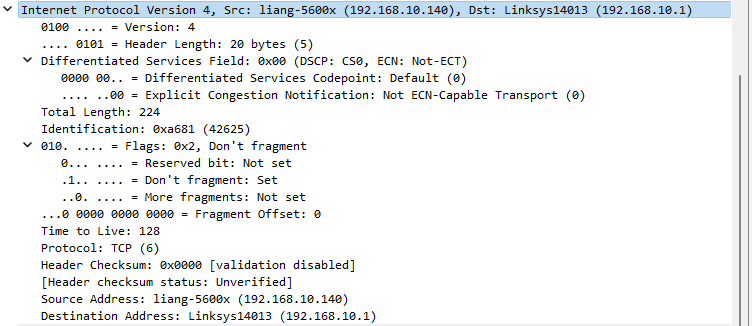 Internet Protocol Version 4, Src: liang-5600x (192.168.10.140), Dst: Linksys14013 (192.168.10.1)
0100 .... = Version: 4
.... 0101 = Header Length: 20 bytes (5)
Differentiated Services Field: 0x00 (DSCP: CS0, ECN: Not-ECT)
0000 00.. = Differentiated Services Codepoint: Default (0)
.... ..00 = Explicit Congestion Notification: Not ECN-Capable Transport (0)
Total Length: 224
Identification: 0xa681 (42625)
010. .... = Flags: 0x2, Don't fragment
0... .... = Reserved bit: Not set
.1.. .... = Don't fragment: Set
..0. .... = More fragments: Not set
...0 0000 0000 0000 = Fragment Offset: 0
Time to Live: 128
Protocol: TCP (6)
Header Checksum: 0x0000 [validation disabled]
[Header checksum status: Unverified]
Source Address: liang-5600x (192.168.10.140)
Destination Address: Linksys14013 (192.168.10.1)